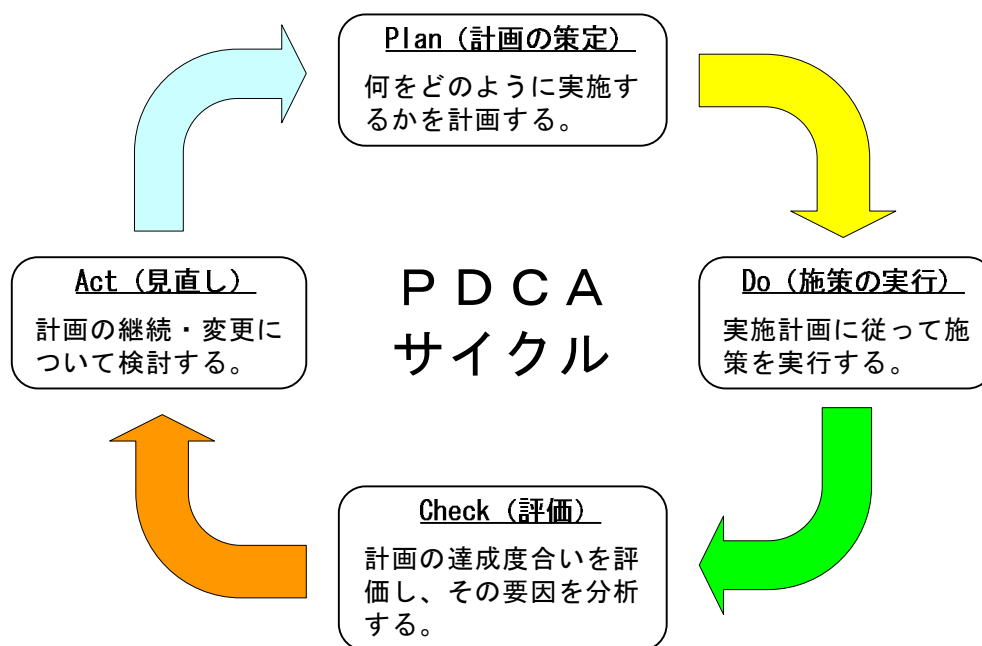 Plan（計画の策定）
何をどのように実施す
るかを計画する。
Act（見直し）
計画の継続・変更に
ついて検討する。
ＰＤＣＡ
サイクル
Do（施策の実行）
実施計画に従って施
策を実行する。
Check（評価）
計画の達成度合いを評
価し、その要因を分析
する。